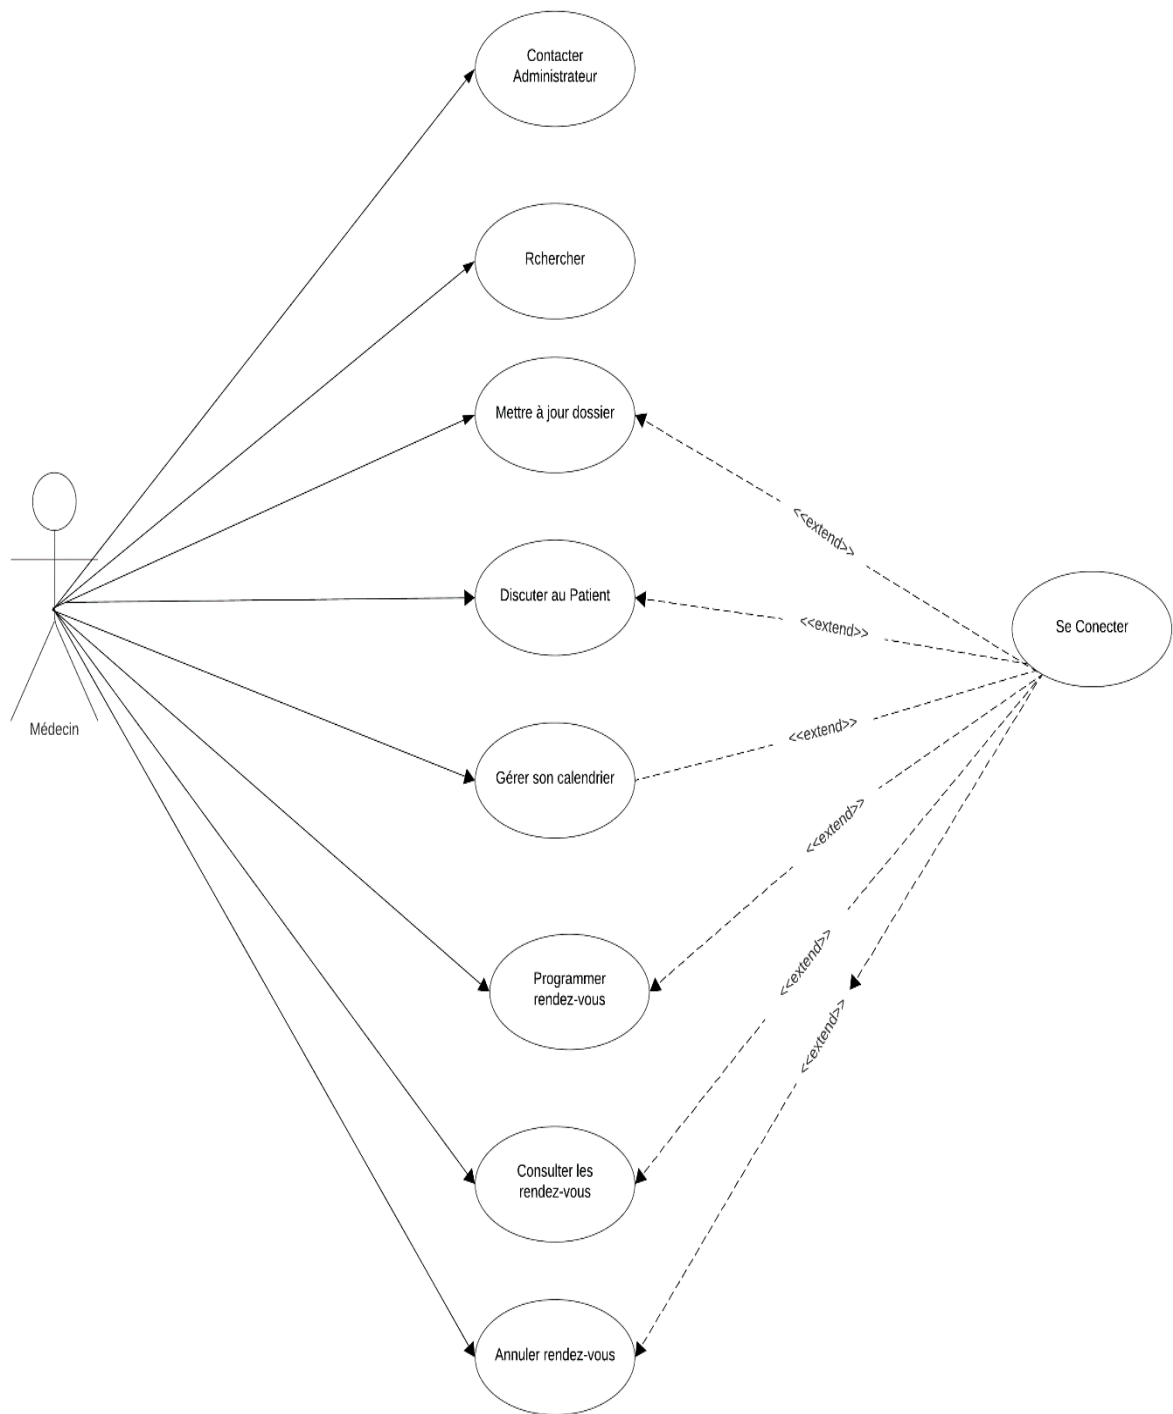 Contacter
Administrateur
Rchercher
Mettre à jour dossier
<<extend>>
Discuter au Patient
<<extend>>
Se Conecter
Médecin
<<extend>>
Gérer son calendrier
<<extend>>
Programmer
rendez-vous
<<extend>>
<<extend>>
Consulter les
rendez-vous
Annuler rendez-vous